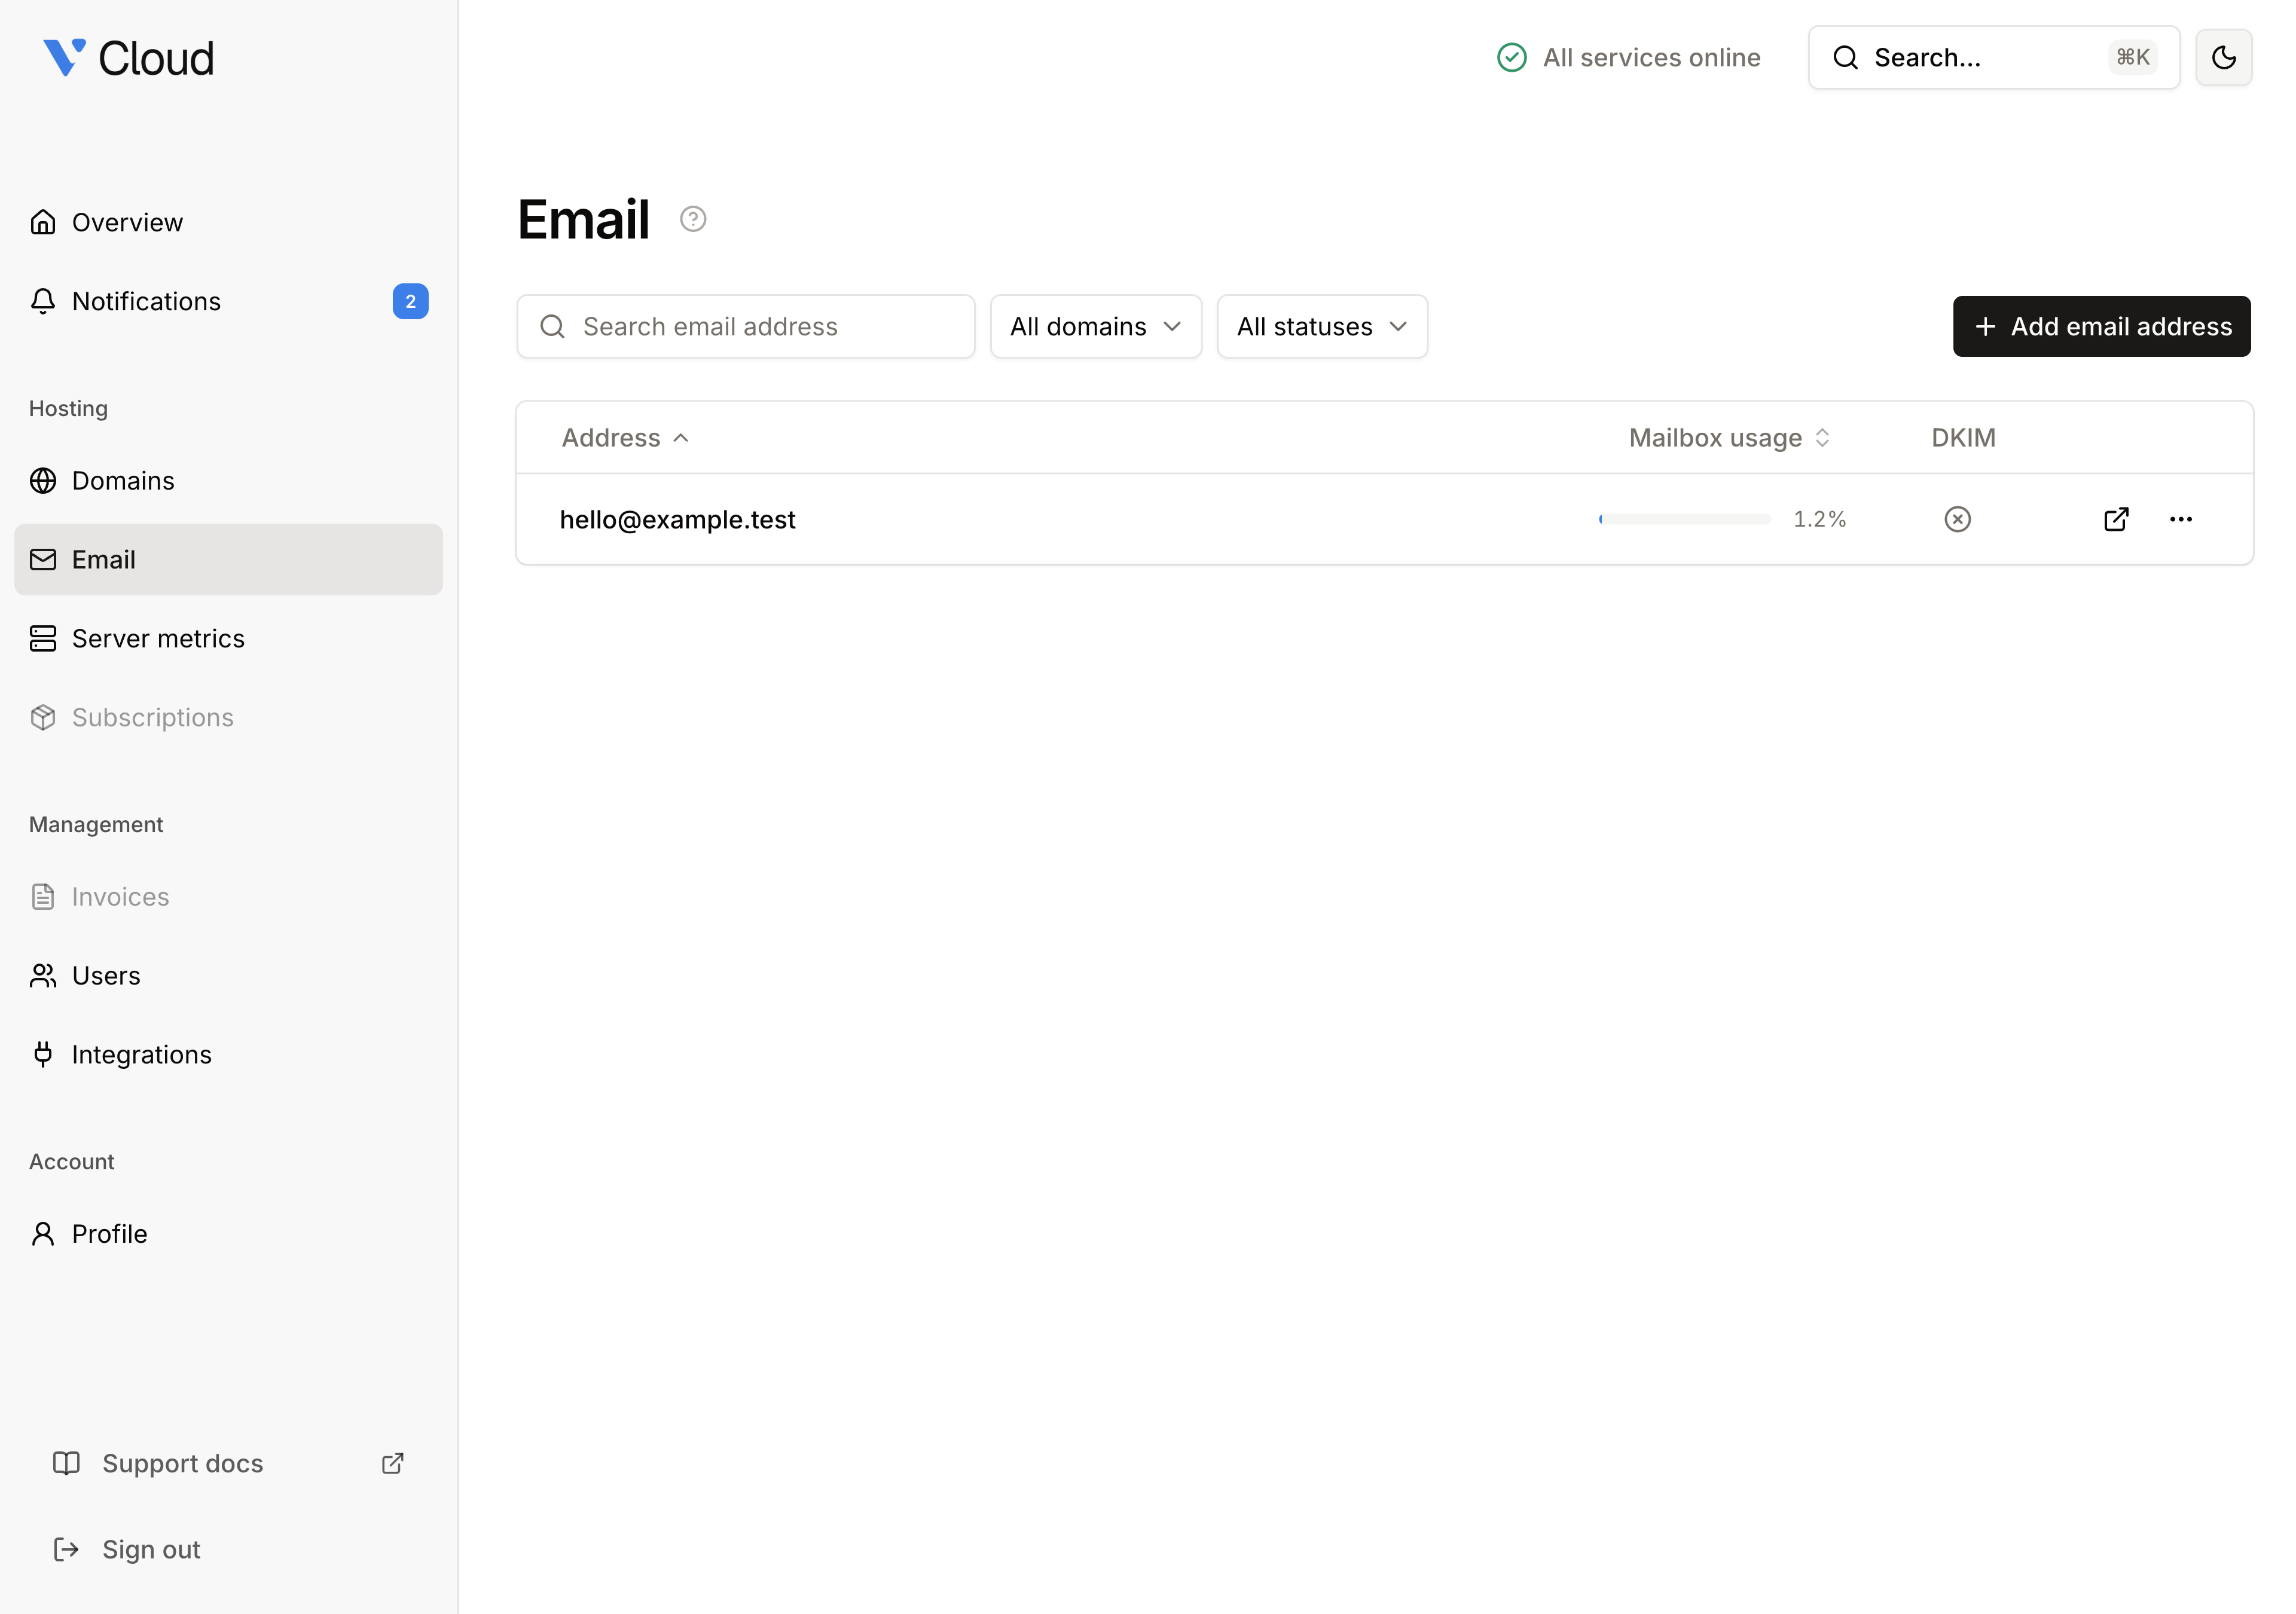 Cloud
All services online
Search...
⌘K
Overview
Notifications
2
Hosting
Domains
Email
Server metrics
Subscriptions
Management
Invoices
Users
Integrations
Account
Profile
Support docs
Sign out
Email
Search email address
All domains
All statuses
Add email address
Address
Mailbox usage
DKIM
hello@example.test
1.2%